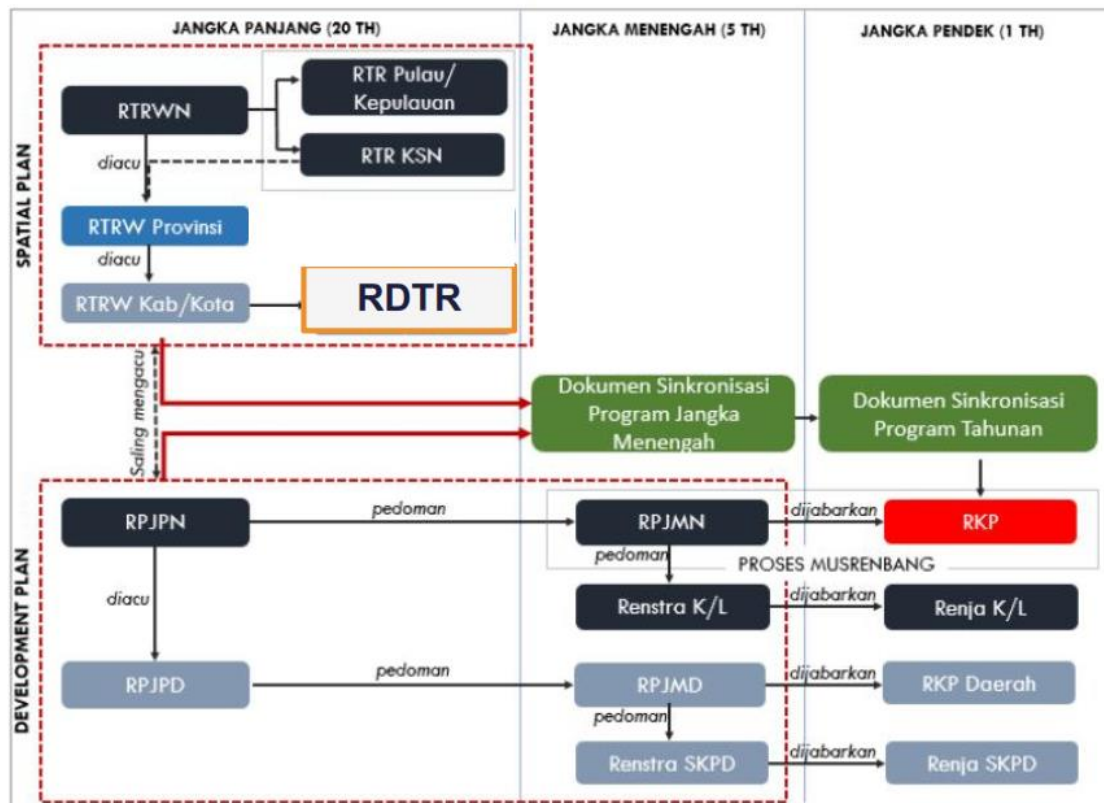 JANGKA PANJANG (20 TH)
JANGKA MENENGAH (5 TH)
JANGKA PENDEK (1 TH)
SPATIAL PLAN
RTRWN
RTR Pulau/
Kepulauan
RTR KSN
diacu
RTRW Provinsi
diacu
RTRW Kab/Kota
RDTR
Saling mengacu
Dokumen Sinkronisasi
Program Jangka
Menengah
Dokumen Sinkronisasi
Program Tahunan
DEVELOPMENT PLAN
RPJPN
pedoman
RPJMN
dijabarkan
RKP
pedoman
PROSES MUSRENBANG
diacu
Renstra K/L
dijabarkan
Renja K/L
RPJPD
pedoman
RPJMD
dijabarkan
RKP Daerah
pedoman
Renstra SKPD
dijabarkan
Renja SKPD